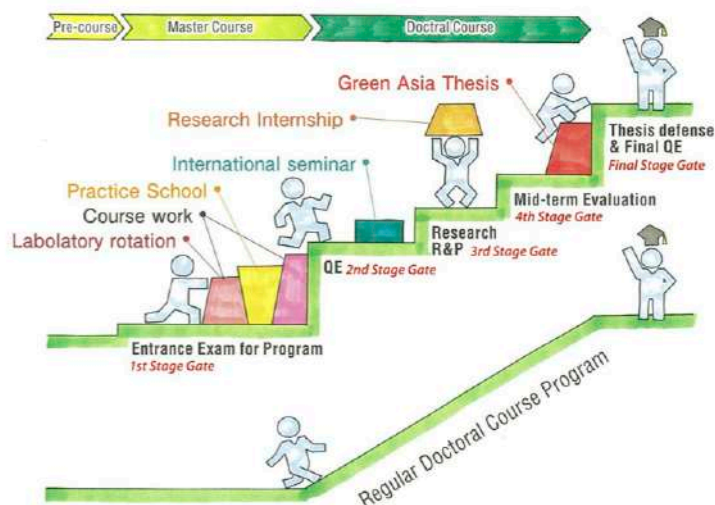 Pre-course
Master Course
Doctral Course
Green Asia Thesis
Research Internship
International seminar
Practice School
Course work
Labolatory rotation
Thesis defense
& Final QE
Final Stage Gate
Mid-term Evaluation
4th Stage Gate
Research
R&P 3rd Stage Gate
QE 2nd Stage Gate
Entrance Exam for Program
1st Stage Gate
Regular Doctoral Course Program